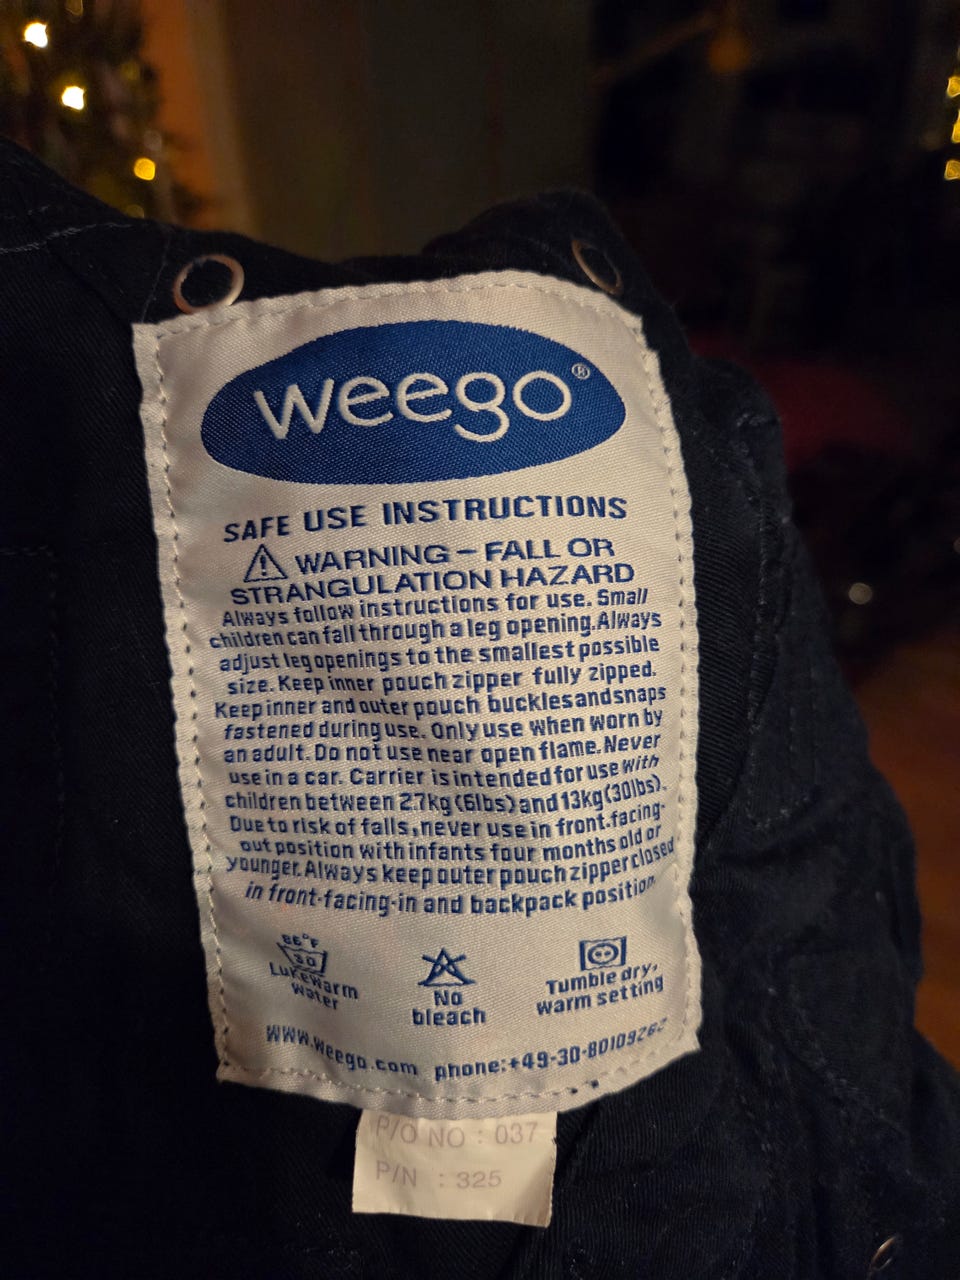 weego®
SAFE USE INSTRUCTIONS
WARNING – FALL OR
STRANGULATION HAZARD
Always follow instructions for use. Small
children can fall through a leg opening. Always
adjust leg openings to the smallest possible
size. Keep inner pouch zipper fully zipped.
Keep inner and outer pouch buckles and snaps
fastened during use. Only use when worn by
an adult. Do not use near open flame. Never
use in a car. Carrier is intended for use with
children between 2.7kg (6lbs) and 13kg (30lbs).
Due to risk of falls, never use in front-facing-
out position with infants four months old or
younger. Always keep outer pouch zipper closed
in front-facing-in and backpack position.
86°F
30
Lukewarm
water
No
bleach
Tumble dry,
warm setting
www.weego.com phone:+49-30-80109262
P/O NO : 037
P/N : 325